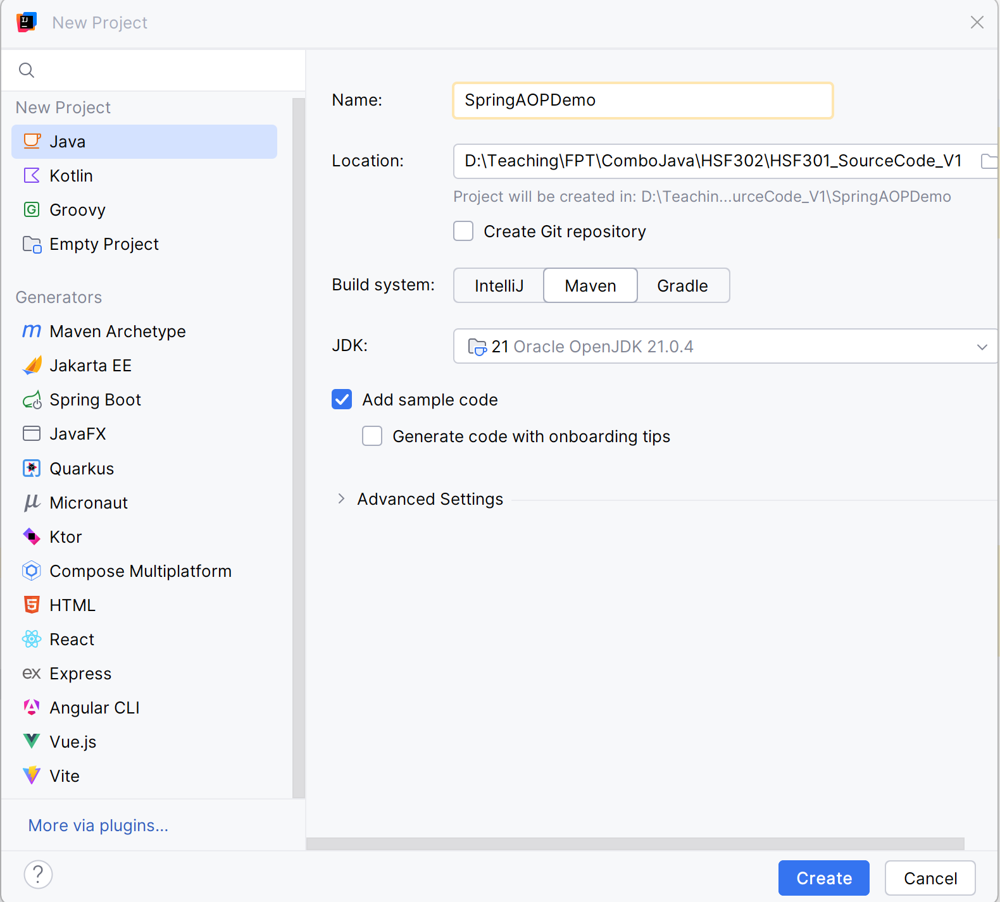 New Project
New Project
Java
Kotlin
Groovy
Empty Project
Generators
Maven Archetype
Jakarta EE
Spring Boot
JavaFX
Quarkus
Micronaut
Ktor
Compose Multiplatform
HTML
React
ex Express
Angular CLI
Vue.js
Vite
More via plugins...
Name: SpringAOPDemo
Location: D:\Teaching\FPT\ComboJava\HSF302\HSF301_SourceCode_V1
Project will be created in: D:\Teachin...urceCode_V1\SpringAOPDemo
Create Git repository
Build system: IntelliJ Maven Gradle
JDK: 21 Oracle OpenJDK 21.0.4
Add sample code
Generate code with onboarding tips
Advanced Settings
? Create Cancel